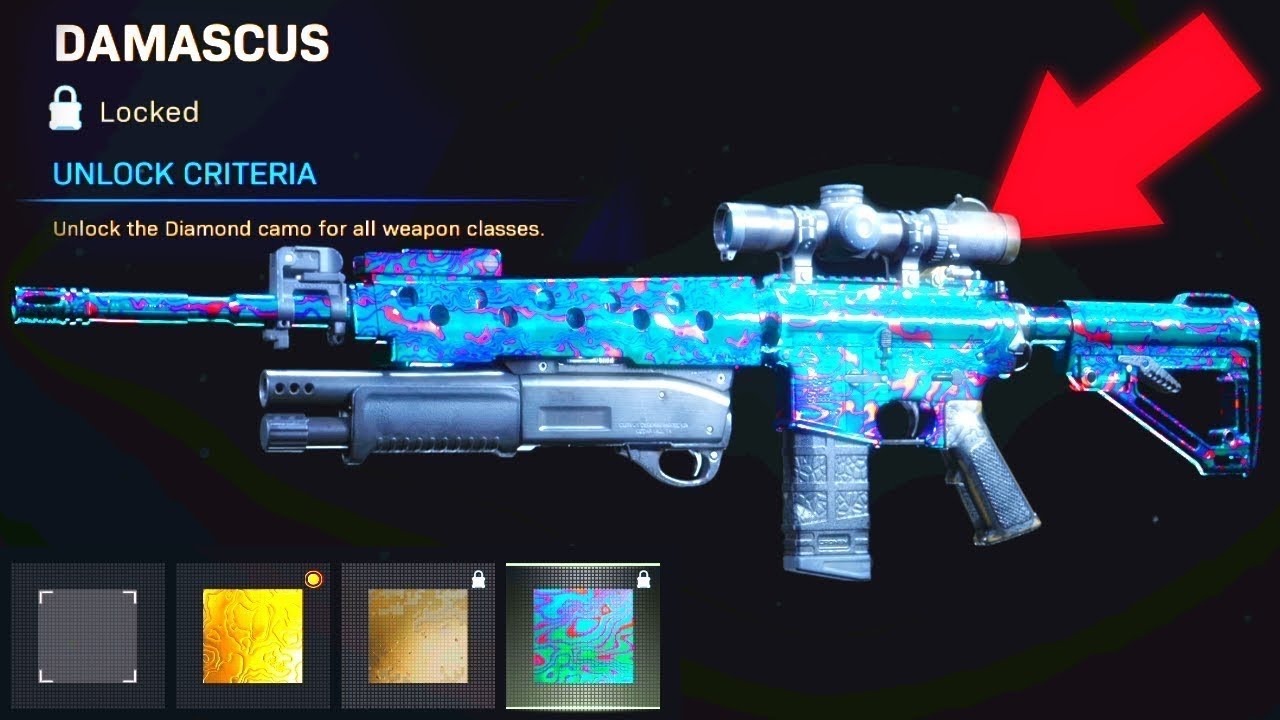 DAMASCUS
Locked
UNLOCK CRITERIA
Unlock the Diamond camo for all weapon classes.